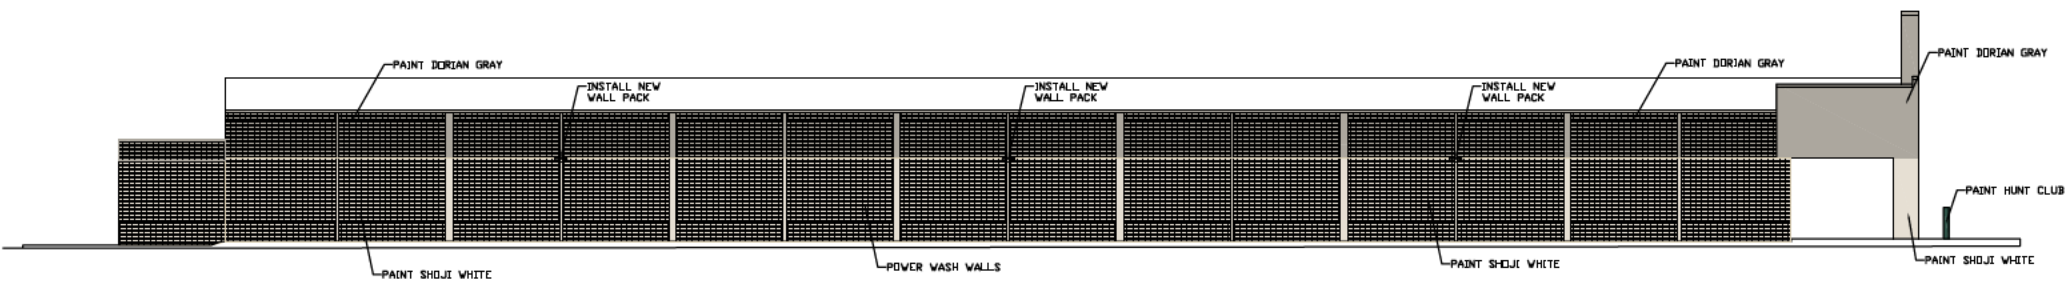 PAINT DORIAN GRAY
PAINT DORIAN GRAY
PAINT DORIAN GRAY
INSTALL NEW
WALL PACK
INSTALL NEW
WALL PACK
INSTALL NEW
WALL PACK
PAINT HUNT CLUB
PAINT SHOJI WHITE
POWER WASH WALLS
PAINT SHOJI WHITE
PAINT SHOJI WHITE